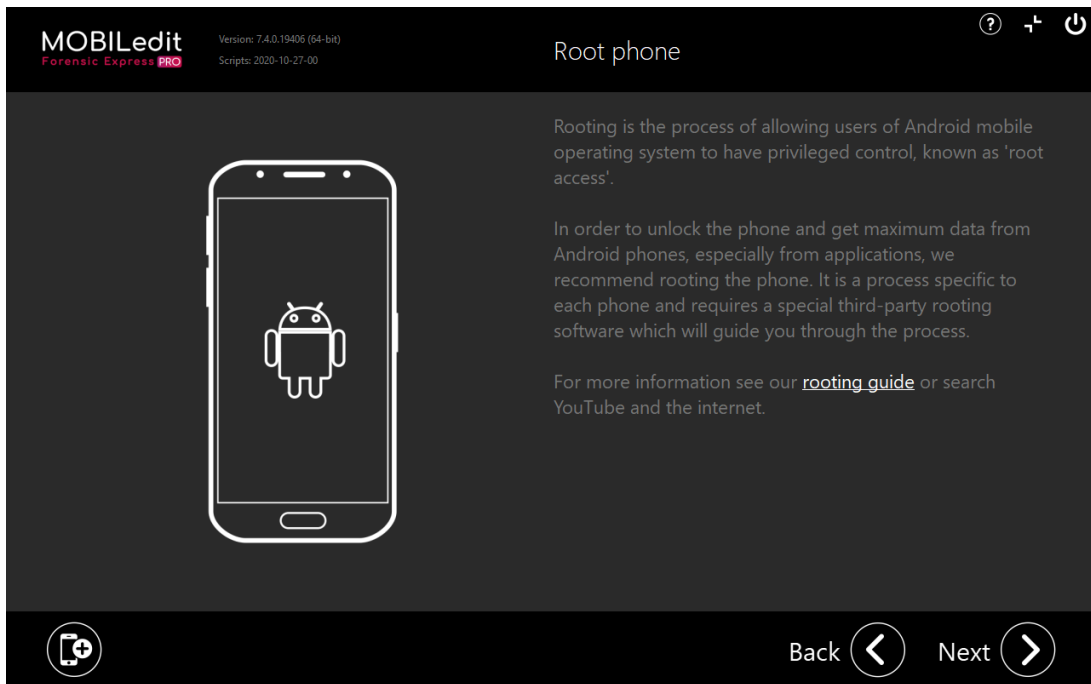 MOBILedit
Forensic Express PRO
Version: 7.4.0.19406 (64-bit)
Scripts: 2020-10-27-00
Root phone
?
Rooting is the process of allowing users of Android mobile
operating system to have privileged control, known as 'root
access'.
In order to unlock the phone and get maximum data from
Android phones, especially from applications, we
recommend rooting the phone. It is a process specific to
each phone and requires a special third-party rooting
software which will guide you through the process.
For more information see our rooting guide or search
YouTube and the internet.
Back
Next